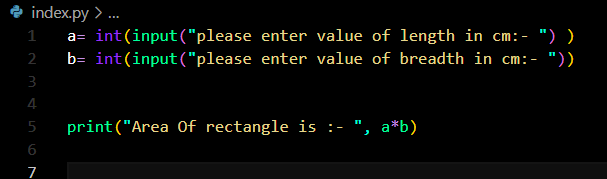 index.py > ...
1 a= int(input("please enter value of length in cm:- ") )
2 b= int(input("please enter value of breadth in cm:- "))
3
4
5 print("Area Of rectangle is :- ", a*b)
6
7